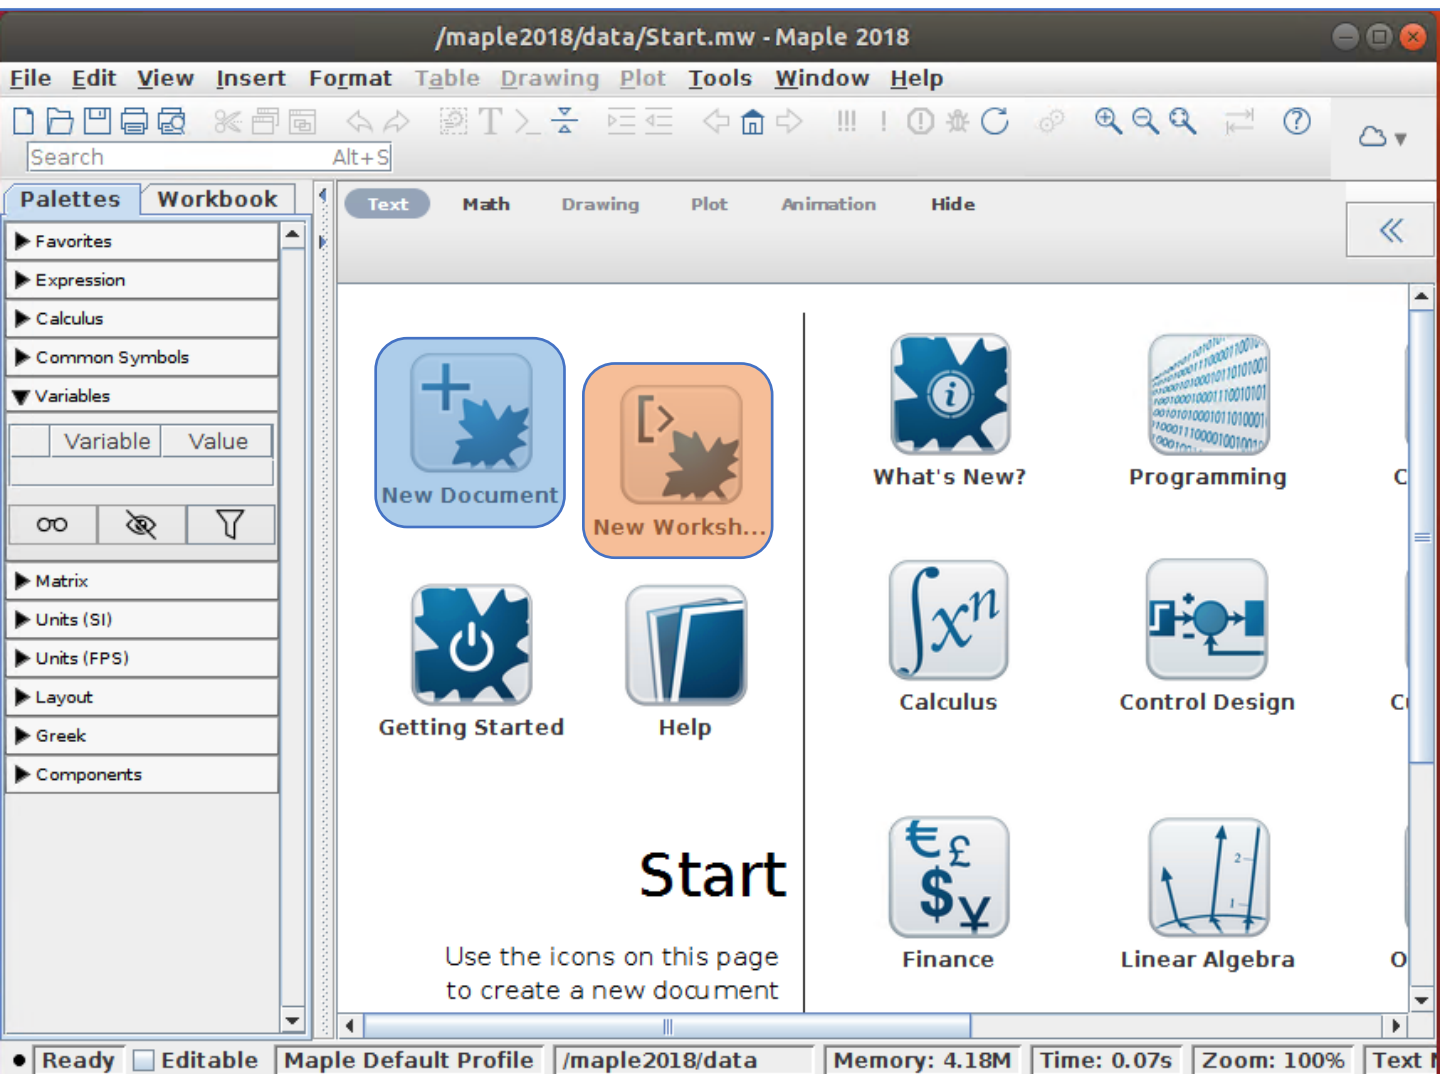 /maple2018/data/Start.mw - Maple 2018
File Edit View Insert Format Table Drawing Plot Tools Window Help
Search Alt+S
Palettes Workbook
Text Math Drawing Plot Animation Hide
Favorites
Expression
Calculus
Common Symbols
Variables
Variable Value
Matrix
Units (SI)
Units (FPS)
Layout
Greek
Components
New Document
New Worksh...
Getting Started
Help
Start
Use the icons on this page
to create a new document
What's New?
Programming
C
Calculus
Control Design
Finance
Linear Algebra
O
Ready Editable Maple Default Profile /maple2018/data Memory: 4.18M Time: 0.07s Zoom: 100% Text